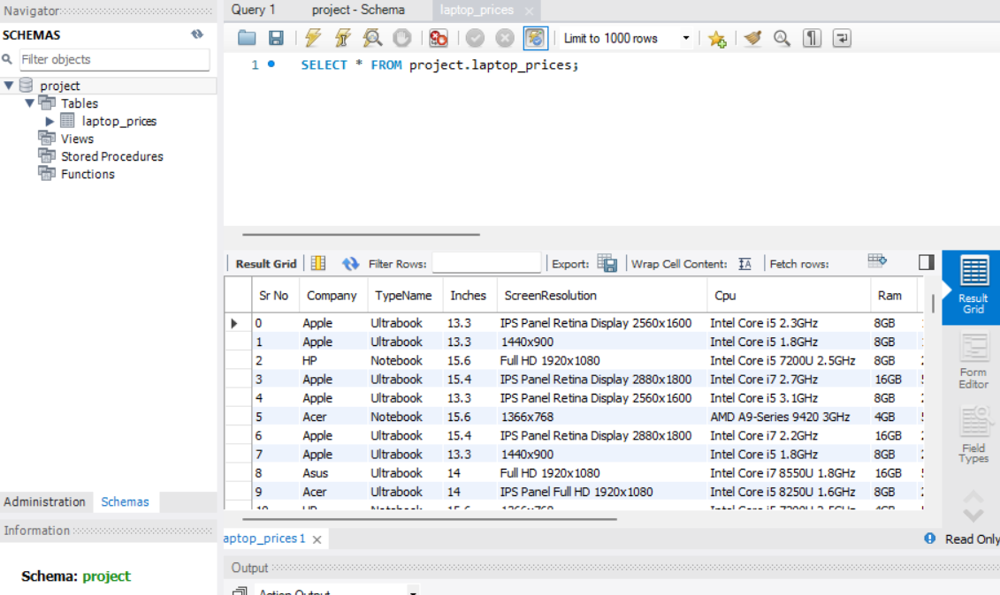 Navigator
SCHEMAS
Filter objects
project
Tables
laptop_prices
Views
Stored Procedures
Functions
Administration Schemas
Information
Schema: project
Query 1 project - Schema laptop_prices
Limit to 1000 rows
1 SELECT * FROM project.laptop_prices;
Result Grid Filter Rows: Export: Wrap Cell Content: Fetch rows:
Sr No Company TypeName Inches ScreenResolution Cpu Ram
0 Apple Ultrabook 13.3 IPS Panel Retina Display 2560x1600 Intel Core i5 2.3GHz 8GB
1 Apple Ultrabook 13.3 1440x900 Intel Core i5 1.8GHz 8GB
2 HP Notebook 15.6 Full HD 1920x1080 Intel Core i5 7200U 2.5GHz 8GB
3 Apple Ultrabook 15.4 IPS Panel Retina Display 2880x1800 Intel Core i7 2.7GHz 16GB
4 Apple Ultrabook 13.3 IPS Panel Retina Display 2560x1600 Intel Core i5 3.1GHz 8GB
5 Acer Notebook 15.6 1366x768 AMD A9-Series 9420 3GHz 4GB
6 Apple Ultrabook 15.4 IPS Panel Retina Display 2880x1800 Intel Core i7 2.2GHz 16GB
7 Apple Ultrabook 13.3 1440x900 Intel Core i5 1.8GHz 8GB
8 Asus Ultrabook 14 Full HD 1920x1080 Intel Core i7 8550U 1.8GHz 16GB
9 Acer Ultrabook 14 IPS Panel Full HD 1920x1080 Intel Core i5 8250U 1.6GHz 8GB
Result
Grid
Form
Editor
Field
Types
aptop_prices 1
Read Only
Output
Action Output